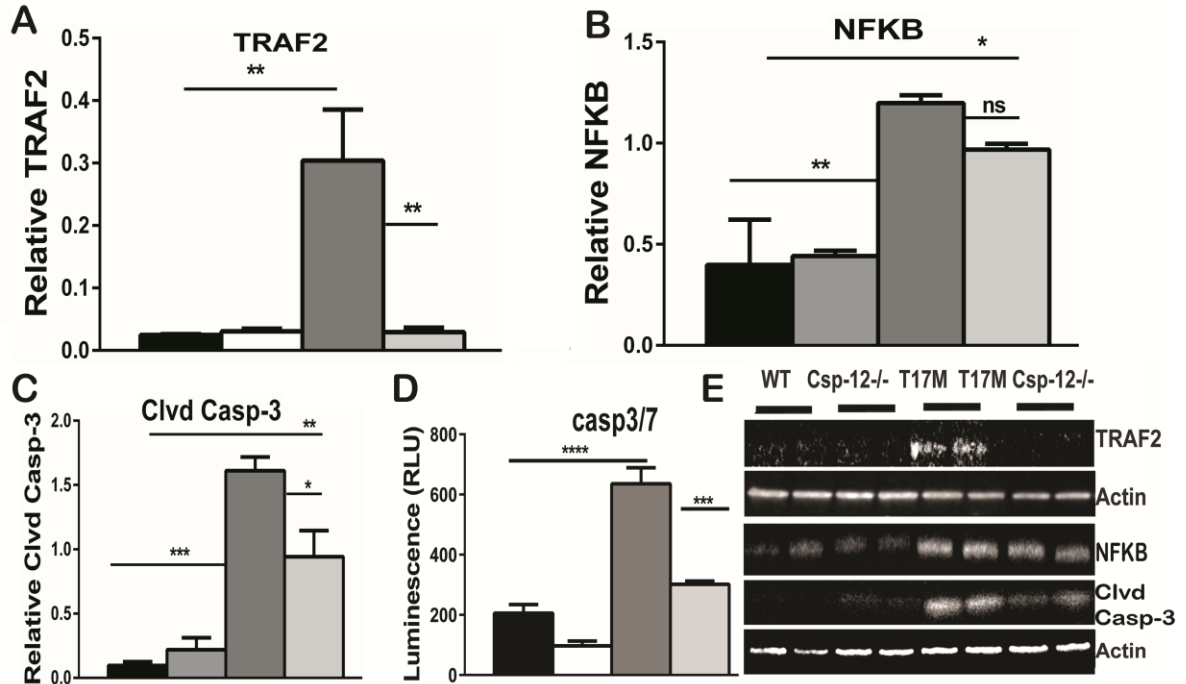 A
TRAF2
Relative TRAF2
0.5
0.4
0.3
0.2
0.1
0.0
**
**
B
NFKB
Relative NFKB
1.5
1.0
0.5
0.0
*
ns
**
C
Clvd Casp-3
Relative Clvd Casp-3
2.0
1.5
1.0
0.5
0.0
**
*
***
D
casp3/7
Luminescence (RLU)
800
600
400
200
0
****
***
E
WT Csp-12-/- T17M T17M Csp-12-/-
TRAF2
Actin
NFKB
Clvd
Casp-3
Actin